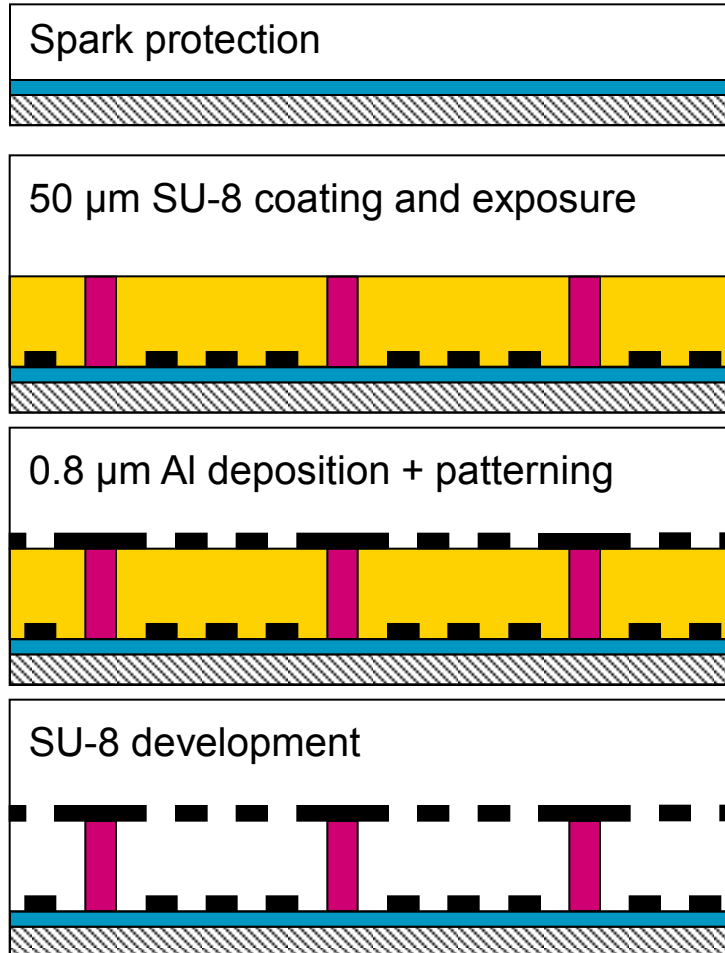 Spark protection
50 µm SU-8 coating and exposure
0.8 µm Al deposition + patterning
SU-8 development